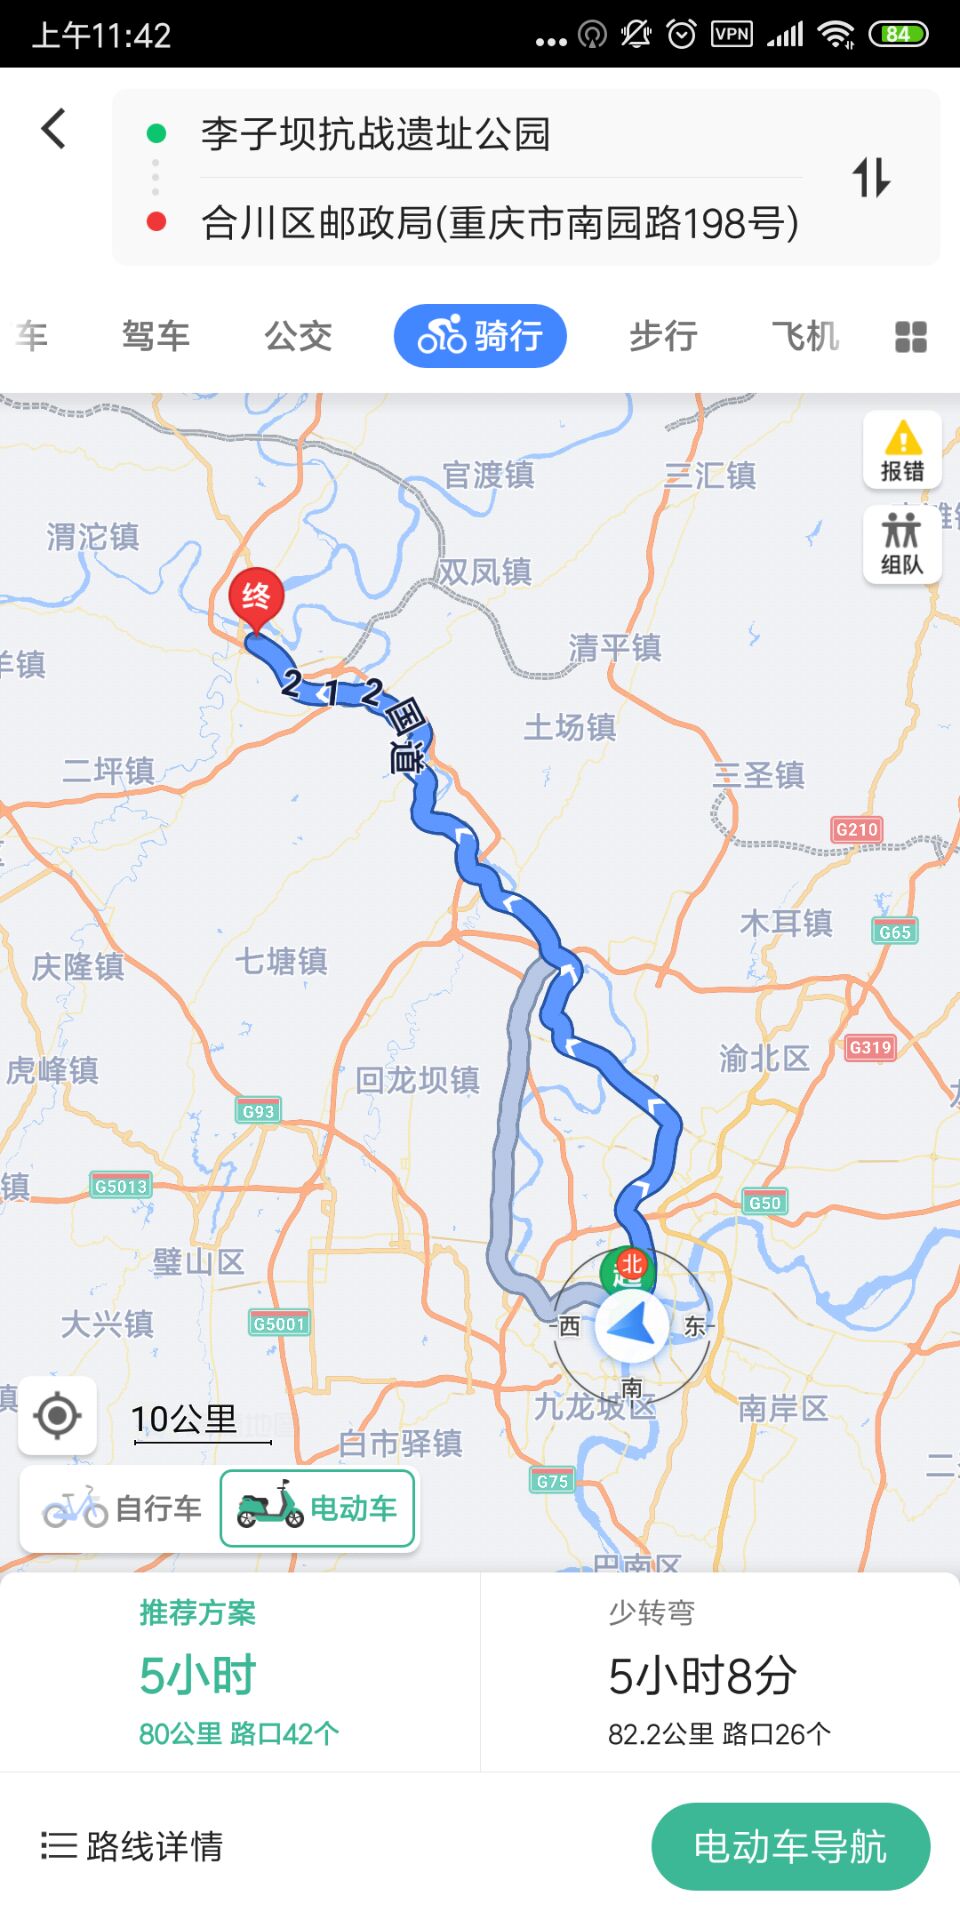 上午11:42
VPN
84
李子坝抗战遗址公园
合川区邮政局(重庆市南园路198号)
车
驾车
公交
骑行
步行
飞机
官渡镇
三汇镇
报错
渭沱镇
组队
双凤镇
终
清平镇
羊镇
212国道
土场镇
二坪镇
三圣镇
G210
木耳镇
G65
七塘镇
庆隆镇
G319
渝北区
虎峰镇
回龙坝镇
G93
镇
G5013
G50
璧山区
北
起
大兴镇
G5001
西
东
南
九龙坡区
南岸区
镇
10公里
白市驿镇
G75
自行车
电动车
巴南区
推荐方案
少转弯
5小时
5小时8分
80公里 路口42个
82.2公里 路口26个
路线详情
电动车导航